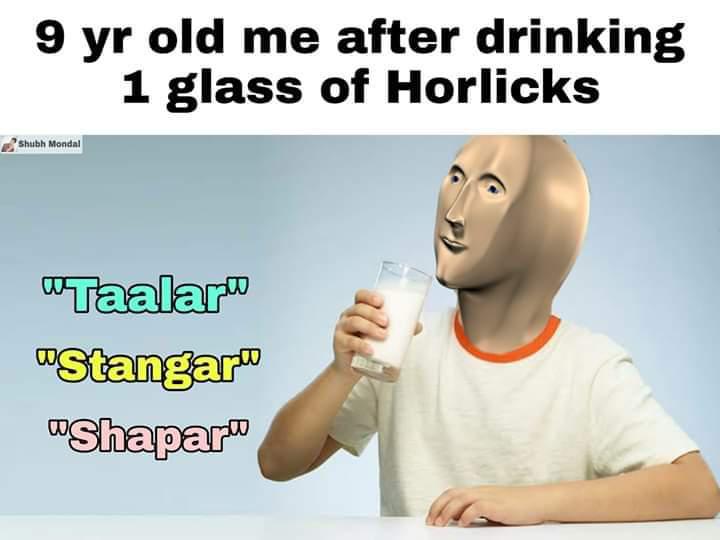 9 yr old me after drinking
1 glass of Horlicks
Shubh Mondal
"Taalar"
"Stangar"
"Shapar"